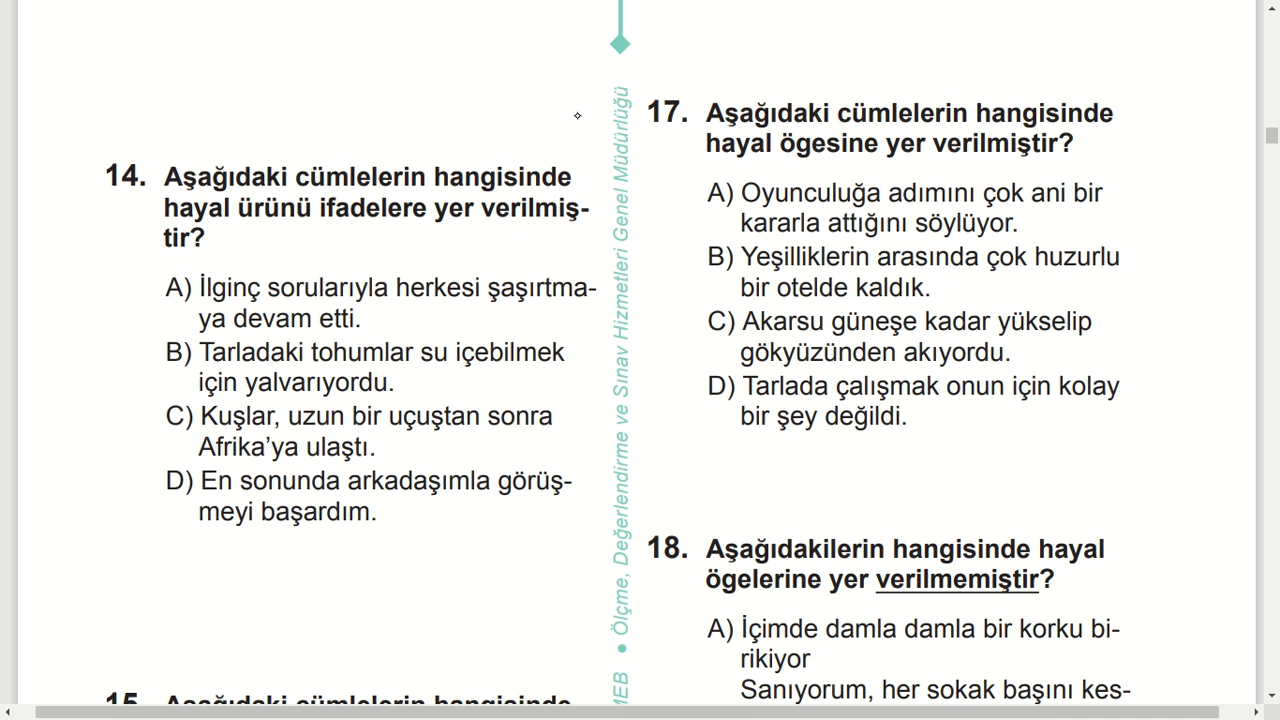 14. Aşağıdaki cümlelerin hangisinde
hayal ürünü ifadelere yer verilmiş-
tir?
A) İlginç sorularıyla herkesi şaşırtma-
ya devam etti.
B) Tarladaki tohumlar su içebilmek
için yalvarıyordu.
C) Kuşlar, uzun bir uçuştan sonra
Afrika’ya ulaştı.
D) En sonunda arkadaşımla görüş-
meyi başardım.
15. Aşağıdaki cümlelerin hangisinde
MEB • Ölçme, Değerlendirme ve Sınav Hizmetleri Genel Müdürlüğü
17. Aşağıdaki cümlelerin hangisinde
hayal ögesine yer verilmiştir?
A) Oyunculuğa adımını çok ani bir
kararla attığını söylüyor.
B) Yeşilliklerin arasında çok huzurlu
bir otelde kaldık.
C) Akarsu güneşe kadar yükselip
gökyüzünden akıyordu.
D) Tarlada çalışmak onun için kolay
bir şey değildi.
18. Aşağıdakilerin hangisinde hayal
ögelerine yer verilmemiştir?
A) İçimde damla damla bir korku bi-
rikiyor
Sanıyorum, her sokak başını kes-